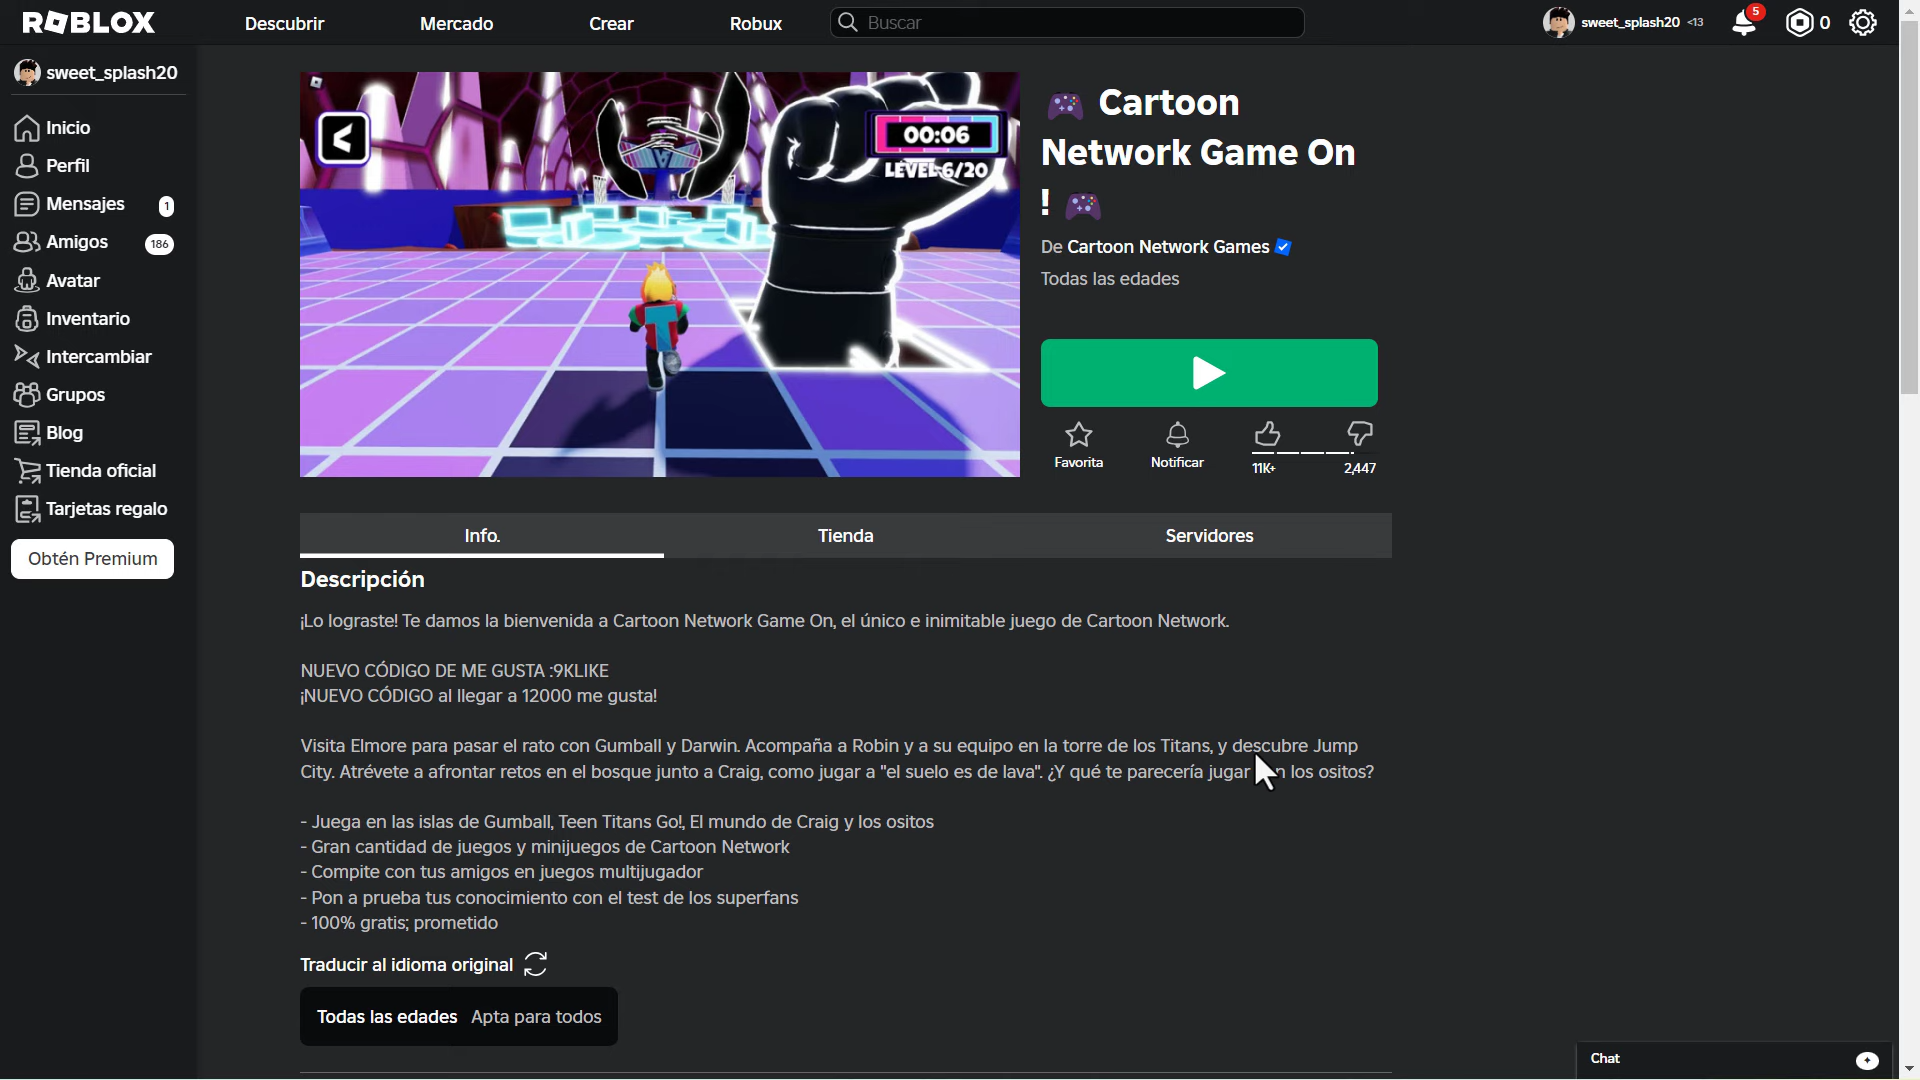 ROBLOX
Descubrir
Mercado
Crear
Robux
Buscar
sweet_splash20 <13
5
0
sweet_splash20
Inicio
Perfil
Mensajes 1
Amigos 186
Avatar
Inventario
Intercambiar
Grupos
Blog
Tienda oficial
Tarjetas regalo
Obtén Premium
00:06
LEVEL 6/20
Cartoon
Network Game On
!
De Cartoon Network Games
Todas las edades
Favorita
Notificar
11K+
2,447
Info.
Tienda
Servidores
Descripción
¡Lo lograste! Te damos la bienvenida a Cartoon Network Game On, el único e inimitable juego de Cartoon Network.
NUEVO CÓDIGO DE ME GUSTA :9KLIKE
¡NUEVO CÓDIGO al llegar a 12000 me gusta!
Visita Elmore para pasar el rato con Gumball y Darwin. Acompaña a Robin y a su equipo en la torre de los Titans, y descubre Jump
City. Atrévete a afrontar retos en el bosque junto a Craig, como jugar a "el suelo es de lava". ¿Y qué te parecería jugar los ositos?
- Juega en las islas de Gumball, Teen Titans Go!, El mundo de Craig y los ositos
- Gran cantidad de juegos y minijuegos de Cartoon Network
- Compite con tus amigos en juegos multijugador
- Pon a prueba tus conocimiento con el test de los superfans
- 100% gratis; prometido
Traducir al idioma original
Todas las edades Apta para todos
Chat